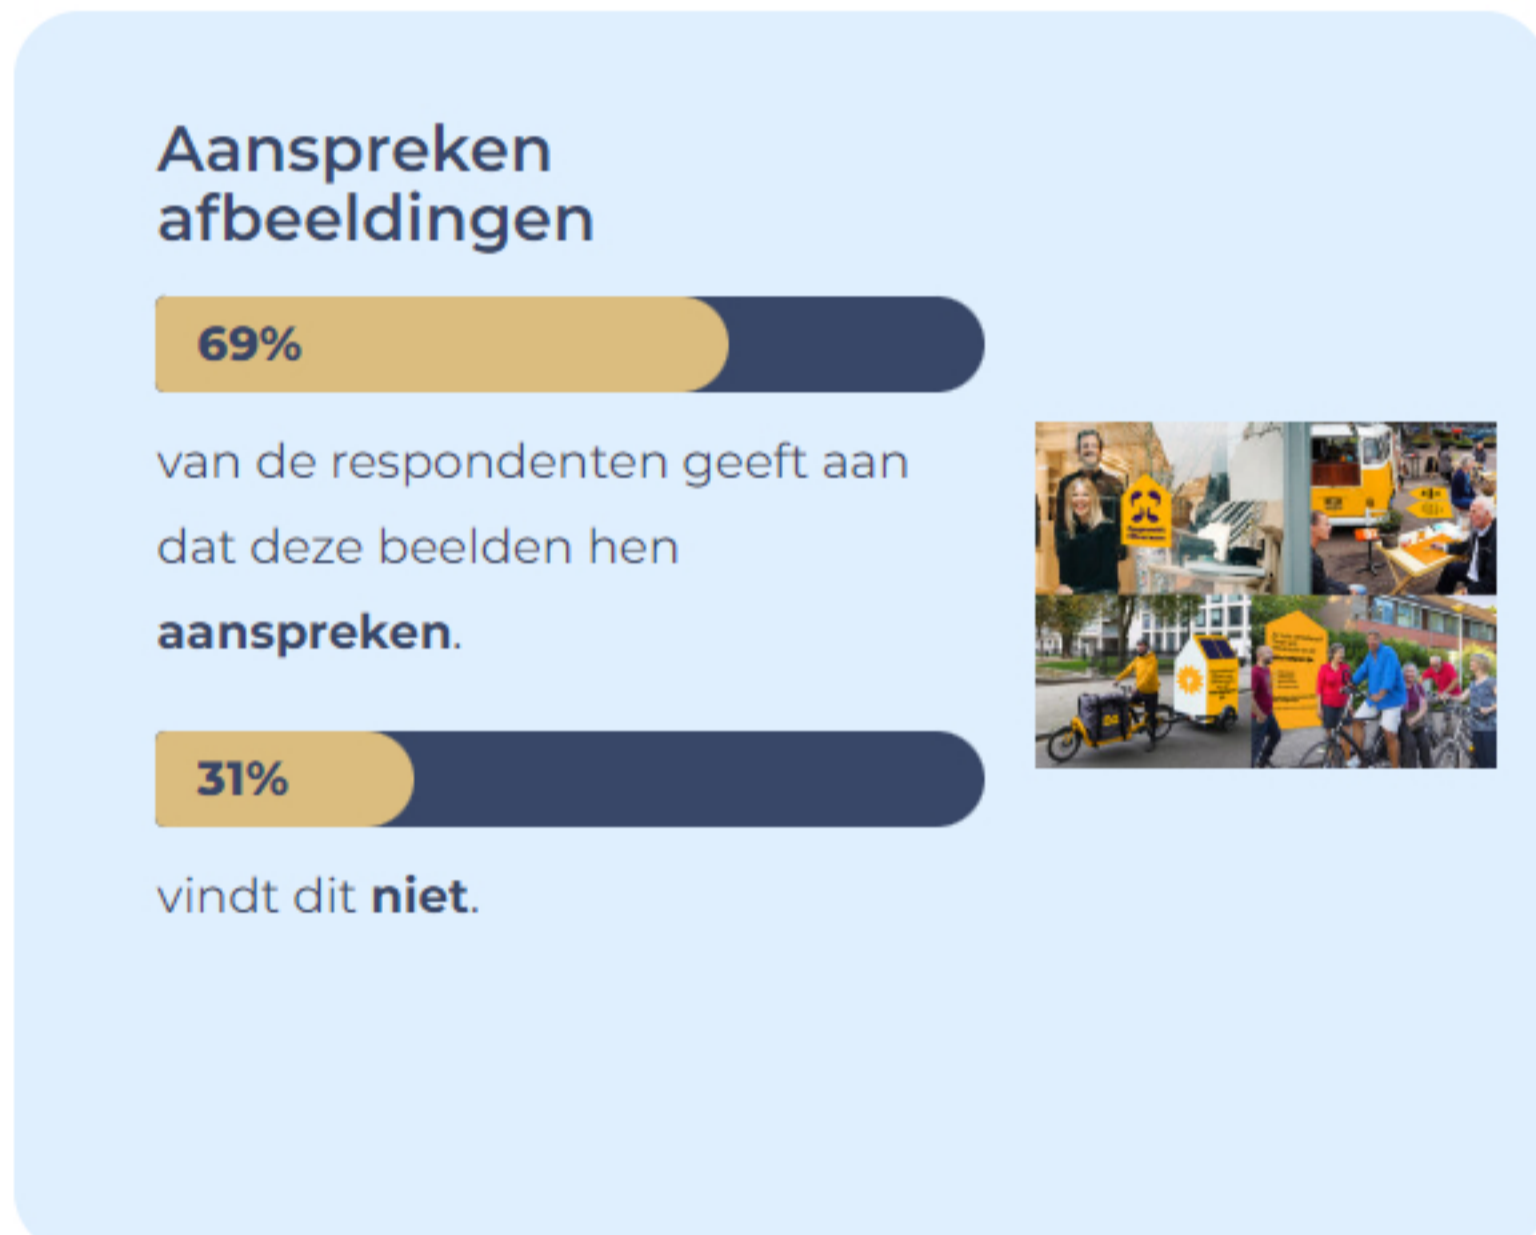 Aanspreken
afbeeldingen
69%
van de respondenten geeft aan
dat deze beelden hen
aanspreken.
31%
vindt dit niet.